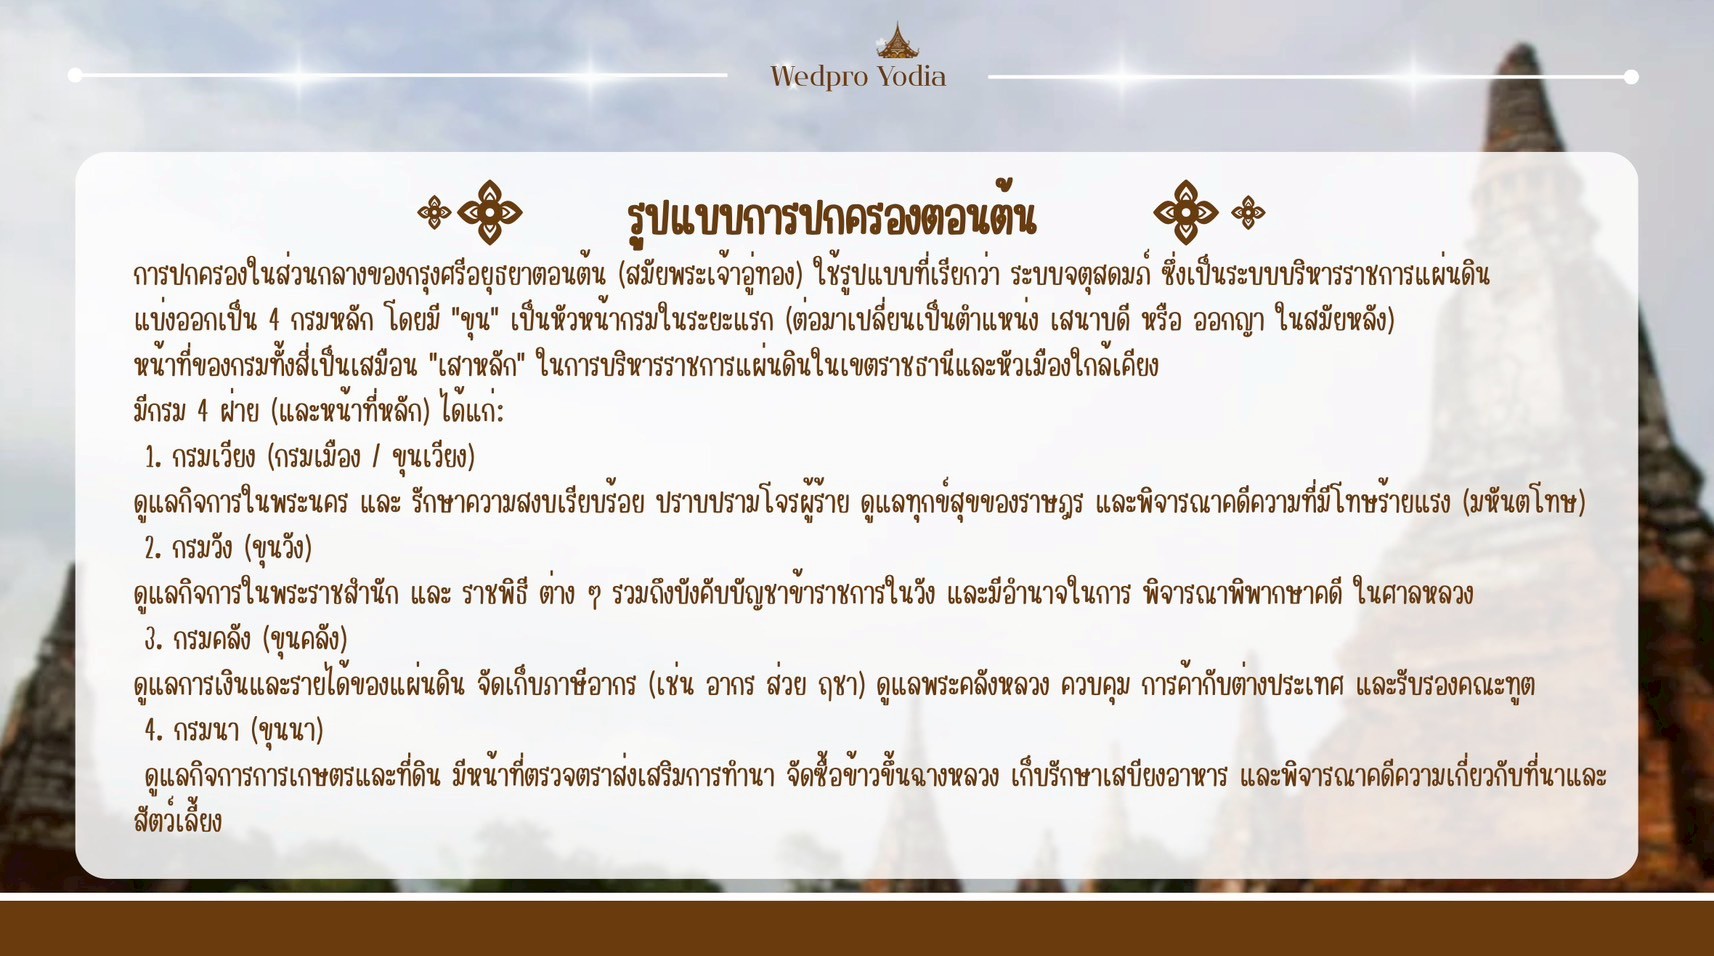 Wedpro Yodia
รูปแบบการปกครองตอนต้น
การปกครองในส่วนกลางของกรุงศรีอยุธยาตอนต้น (สมัยพระเจ้าอู่ทอง) ใช้รูปแบบที่เรียกว่า ระบบจตุสดมภ์ ซึ่งเป็นระบบบริหารราชการแผ่นดิน
แบ่งออกเป็น 4 กรมหลัก โดยมี "ขุน" เป็นหัวหน้ากรมในระยะแรก (ต่อมาเปลี่ยนเป็นตำแหน่ง เสนาบดี หรือ ออกญา ในสมัยหลัง)
หน้าที่ของกรมทั้งสี่เป็นเสมือน "เสาหลัก" ในการบริหารราชการแผ่นดินในเขตราชธานีและหัวเมืองใกล้เคียง
มีกรม 4 ฝ่าย (และหน้าที่หลัก) ได้แก่:
1. กรมเวียง (กรมเมือง / ขุนเวียง)
ดูแลกิจการในพระนคร และ รักษาความสงบเรียบร้อย ปราบปรามโจรผู้ร้าย ดูแลทุกข์สุขของราษฎร และพิจารณาคดีความที่มีโทษร้ายแรง (มหันตโทษ)
2. กรมวัง (ขุนวัง)
ดูแลกิจการในพระราชสำนัก และ ราชพิธี ต่าง ๆ รวมถึงบังคับบัญชาข้าราชการในวัง และมีอำนาจในการ พิจารณาพิพากษาคดี ในศาลหลวง
3. กรมคลัง (ขุนคลัง)
ดูแลการเงินและรายได้ของแผ่นดิน จัดเก็บภาษีอากร (เช่น อากร ส่วย ฤชา) ดูแลพระคลังหลวง ควบคุม การค้ากับต่างประเทศ และรับรองคณะทูต
4. กรมนา (ขุนนา)
ดูแลกิจการการเกษตรและที่ดิน มีหน้าที่ตรวจตราส่งเสริมการทำนา จัดซื้อข้าวขึ้นฉางหลวง เก็บรักษาเสบียงอาหาร และพิจารณาคดีความเกี่ยวกับที่นาและ
สัตว์เลี้ยง